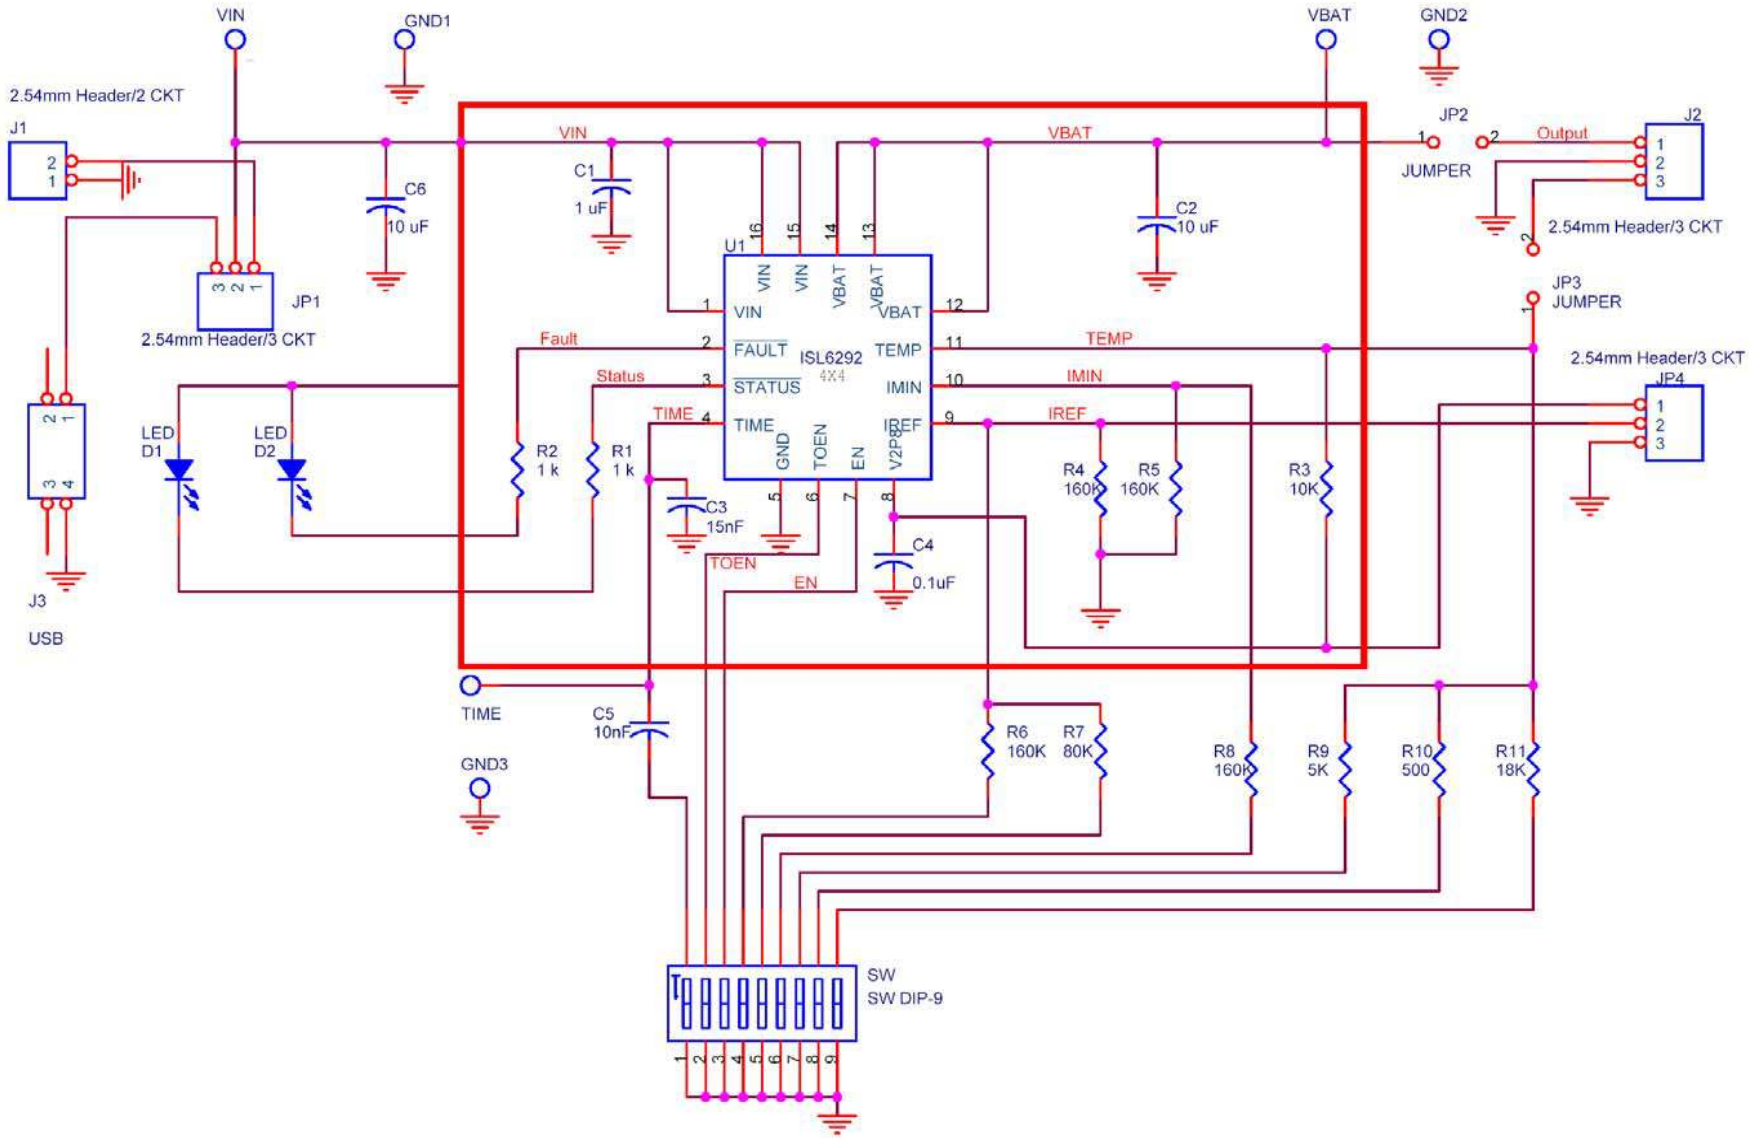 VIN
GND1
VBAT
GND2
2.54mm Header/2 CKT
J1
2
1
VIN
VBAT
JP2
1
2
Output
JUMPER
J2
1
2
3
2.54mm Header/3 CKT
C6
10 uF
C1
1 uF
C2
10 uF
3
2
1
JP1
2.54mm Header/3 CKT
U1
16
15
14
13
VIN
VIN
VBAT
VBAT
1
VIN
VBAT
12
2
JP3
JUMPER
1
Fault
2
FAULT
ISL6292
4X4
TEMP
11
TEMP
Status
3
STATUS
IMIN
10
IMIN
TIME
4
TIME
IREF
9
IREF
GND
TOEN
EN
V2P8
5
6
7
8
2.54mm Header/3 CKT
JP4
1
2
3
2
1
3
4
J3
USB
LED
D1
LED
D2
R2
1 k
R1
1 k
C3
15nF
R4
160K
R5
160K
R3
10K
C4
0.1uF
TOEN
EN
TIME
C5
10nF
GND3
R6
160K
R7
80K
R8
160K
R9
5K
R10
500
R11
18K
SW
SW DIP-9
1
2
3
4
5
6
7
8
9